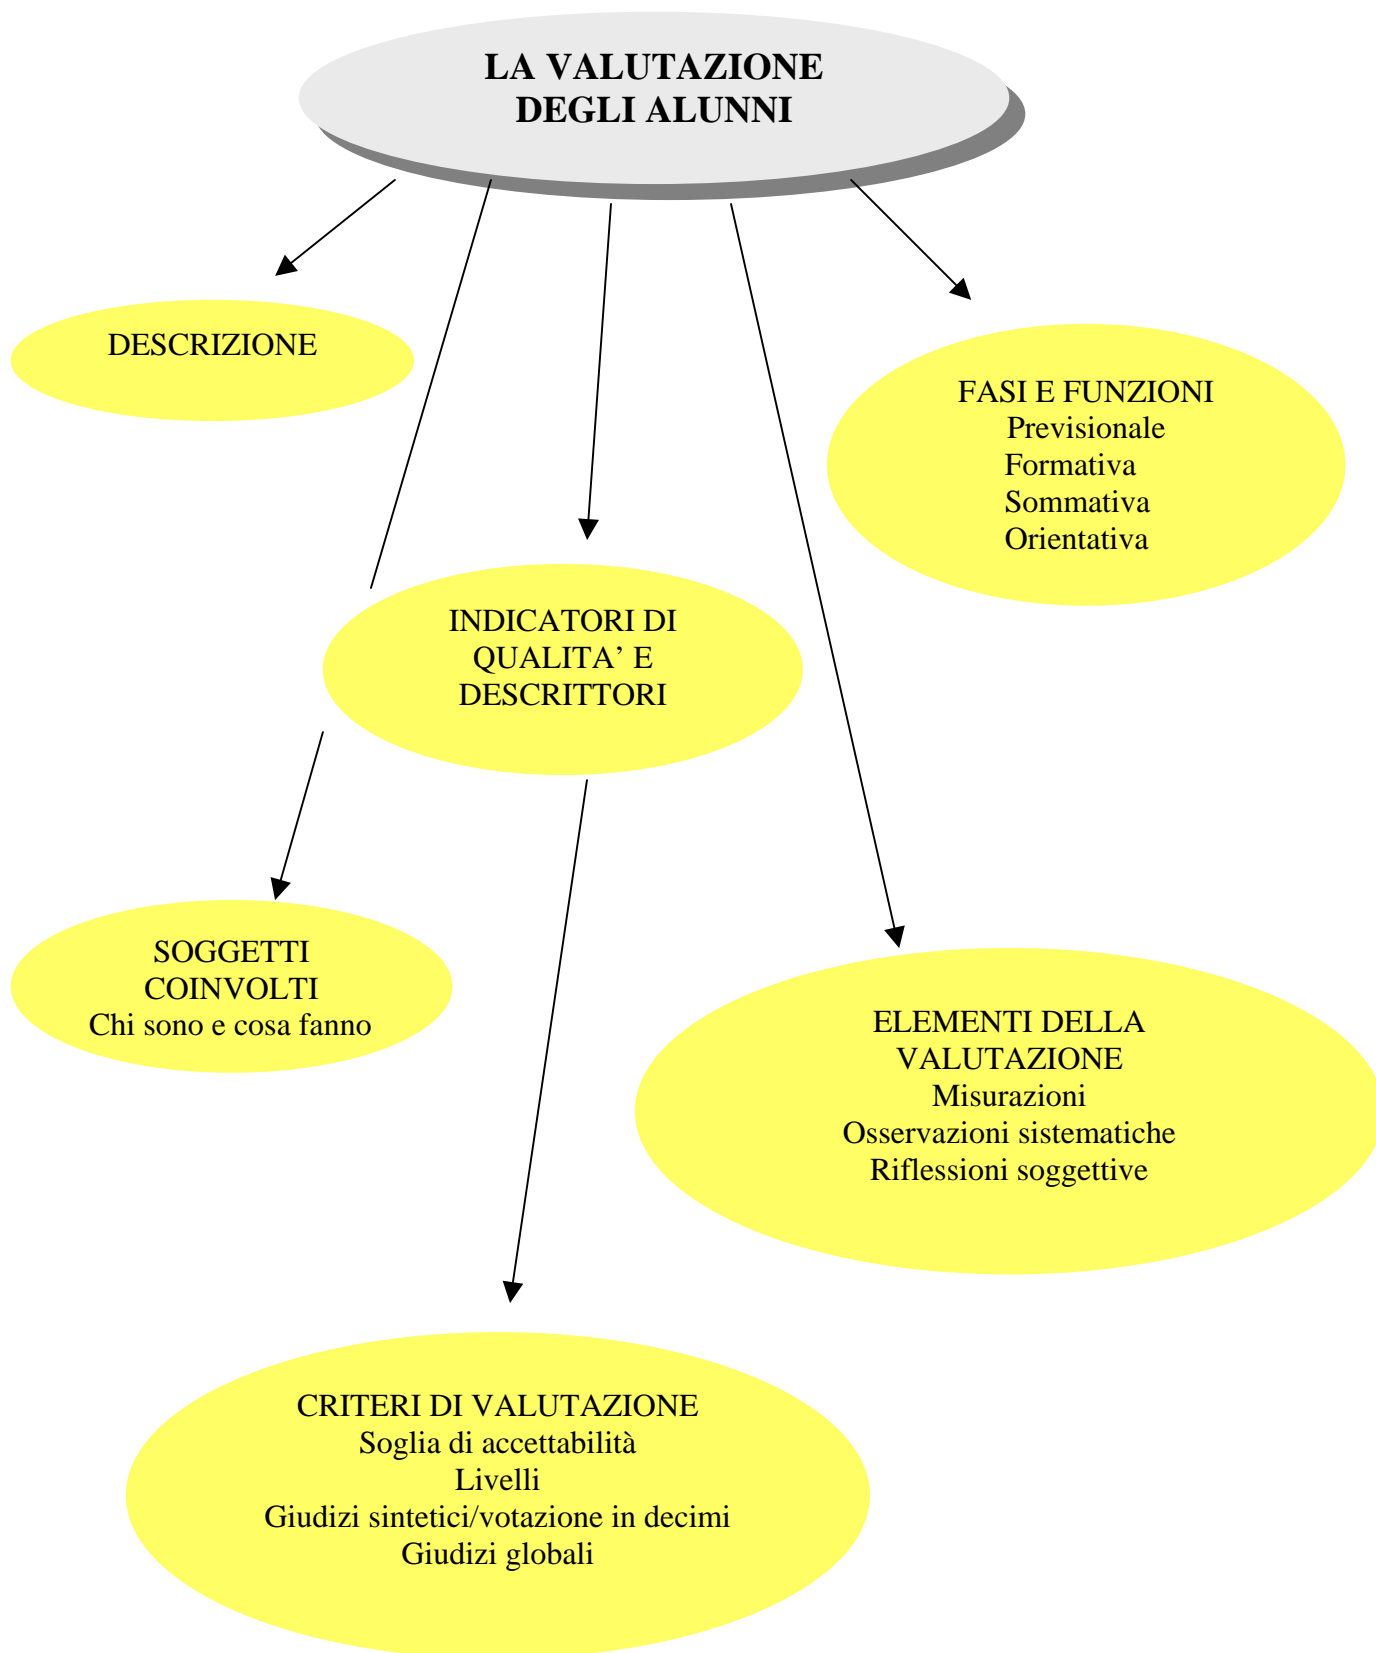 LA VALUTAZIONE
DEGLI ALUNNI
DESCRIZIONE
FASI E FUNZIONI
Previsionale
Formativa
Sommativa
Orientativa
INDICATORI DI
QUALITA’ E
DESCRITTORI
SOGGETTI
COINVOLTI
Chi sono e cosa fanno
ELEMENTI DELLA
VALUTAZIONE
Misurazioni
Osservazioni sistematiche
Riflessioni soggettive
CRITERI DI VALUTAZIONE
Soglia di accettabilità
Livelli
Giudizi sintetici/votazione in decimi
Giudizi globali